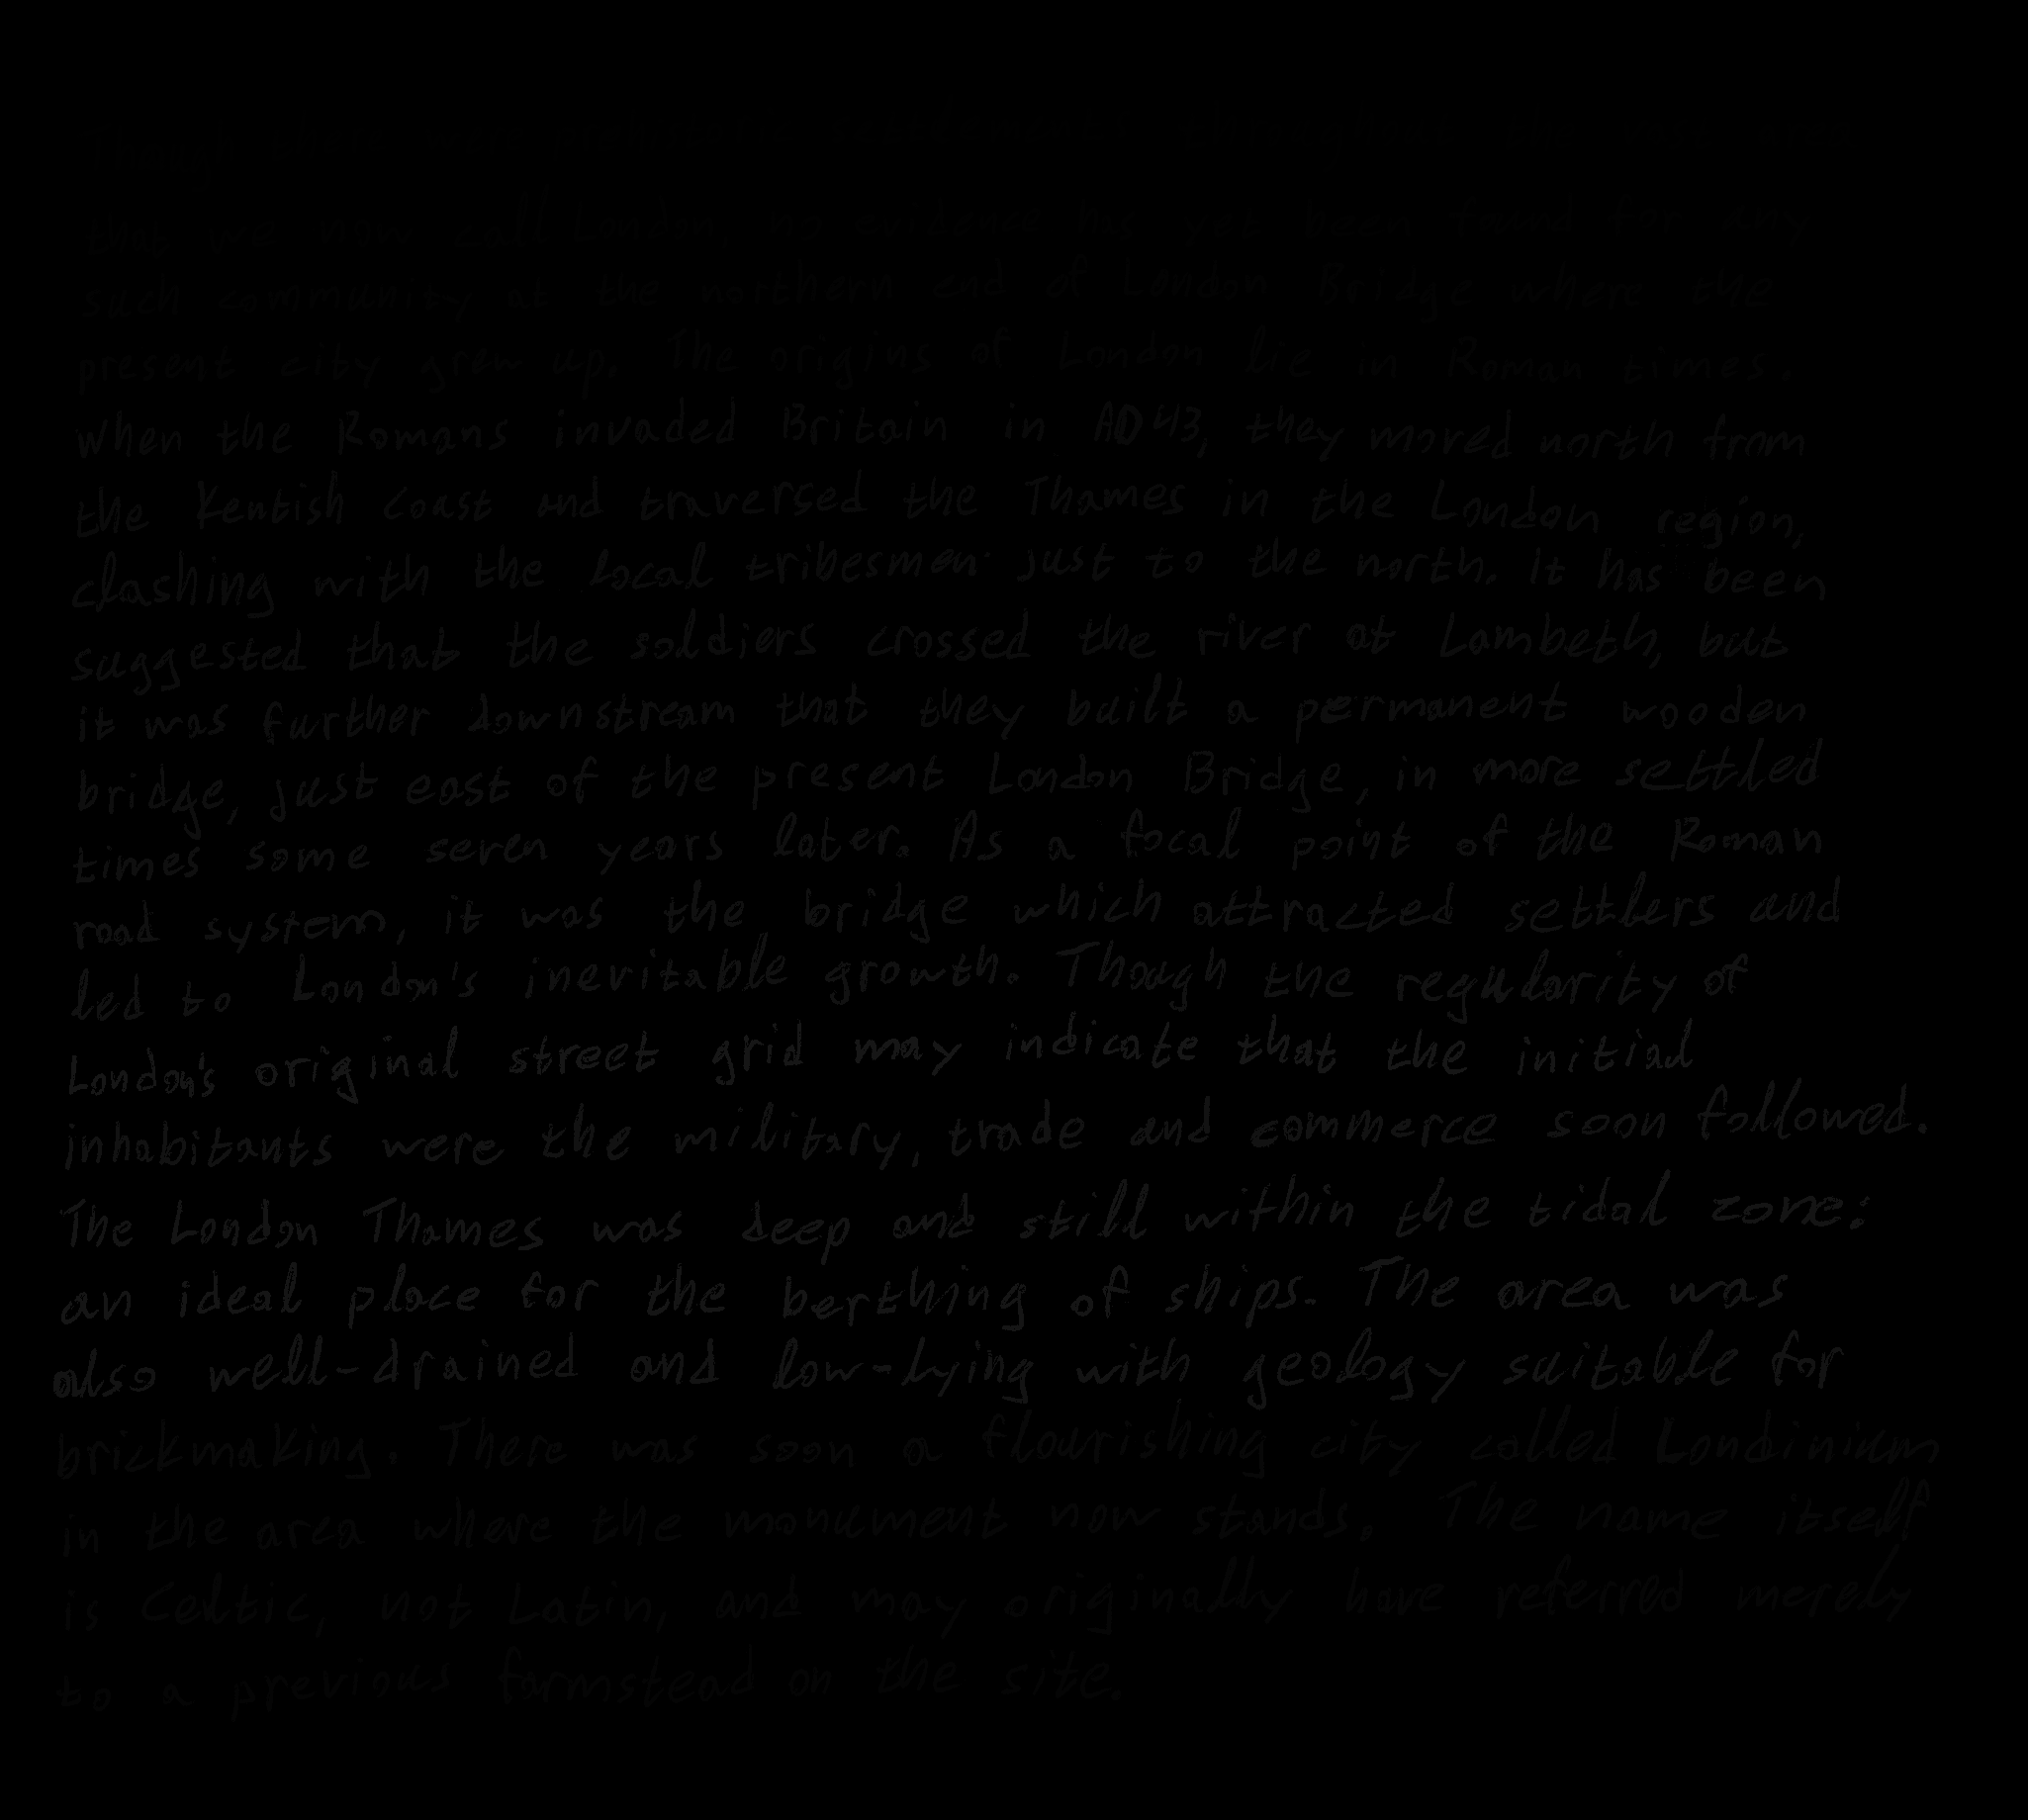 Though there were prehistoric settlements throughout the vast area
that we now call London, no evidence has yet been found for any
such community at the northern end of London Bridge where the
present city grew up. The origins of London lie in Roman times.
When the Romans invaded Britain in AD43, they moved north from
the Kentish Coast and traversed the Thames in the London region,
clashing with the local tribesmen just to the north. It has been
suggested that the soldiers crossed the river at Lambeth, but
it was further downstream that they built a permanent wooden
bridge, just east of the present London Bridge, in more settled
times some seven years later. As a focal point of the Roman
road system, it was the bridge which attracted settlers and
led to London's inevitable growth. Though the regularity of
London's original street grid may indicate that the initial
inhabitants were the military, trade and commerce soon followed.
The London Thames was deep and still within the tidal zone:
an ideal place for the berthing of ships. The area was
also well-drained and low-lying with geology suitable for
brickmaking. There was soon a flourishing city called Londinium
in the area where the monument now stands. The name itself
is Celtic, not Latin, and may originally have referred merely
to a previous farmstead on the site.